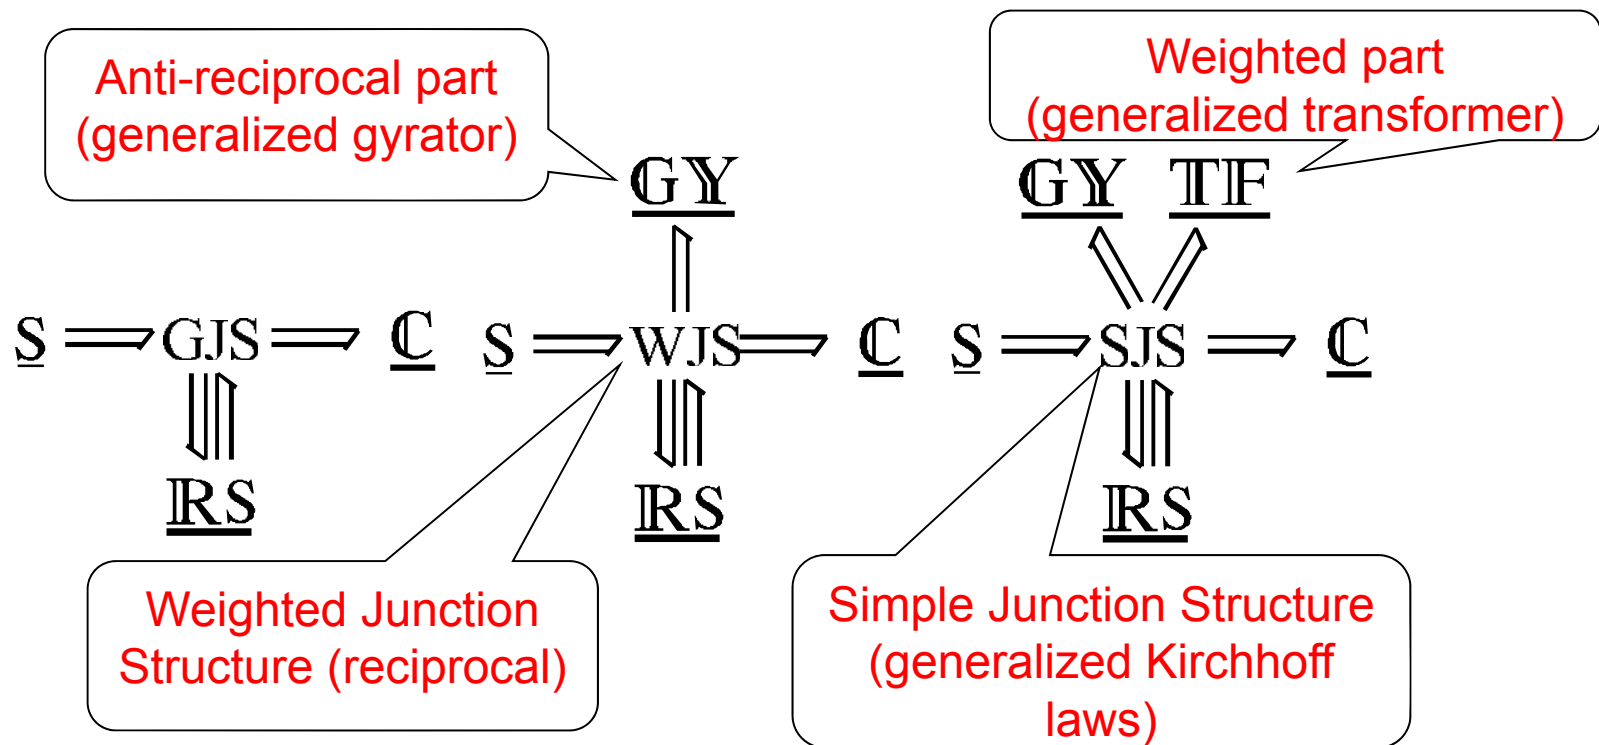 Anti-reciprocal part
(generalized gyrator)
Weighted part
(generalized transformer)
GY
GY TF
S GJS C
S WJS C
S SJS C
RS
RS
RS
Weighted Junction
Structure (reciprocal)
Simple Junction Structure
(generalized Kirchhoff
laws)